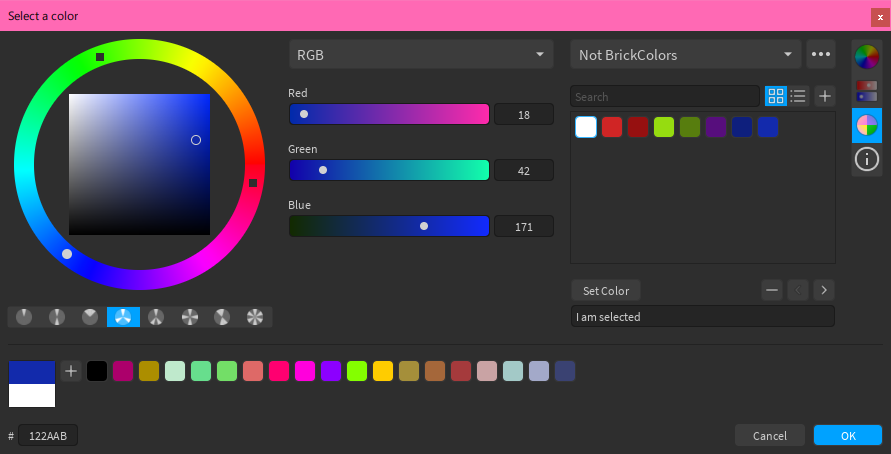 Select a color
x
RGB
Not BrickColors
Red
Search
18
Green
42
Blue
171
Set Color
I am selected
# 122AAB
Cancel
OK